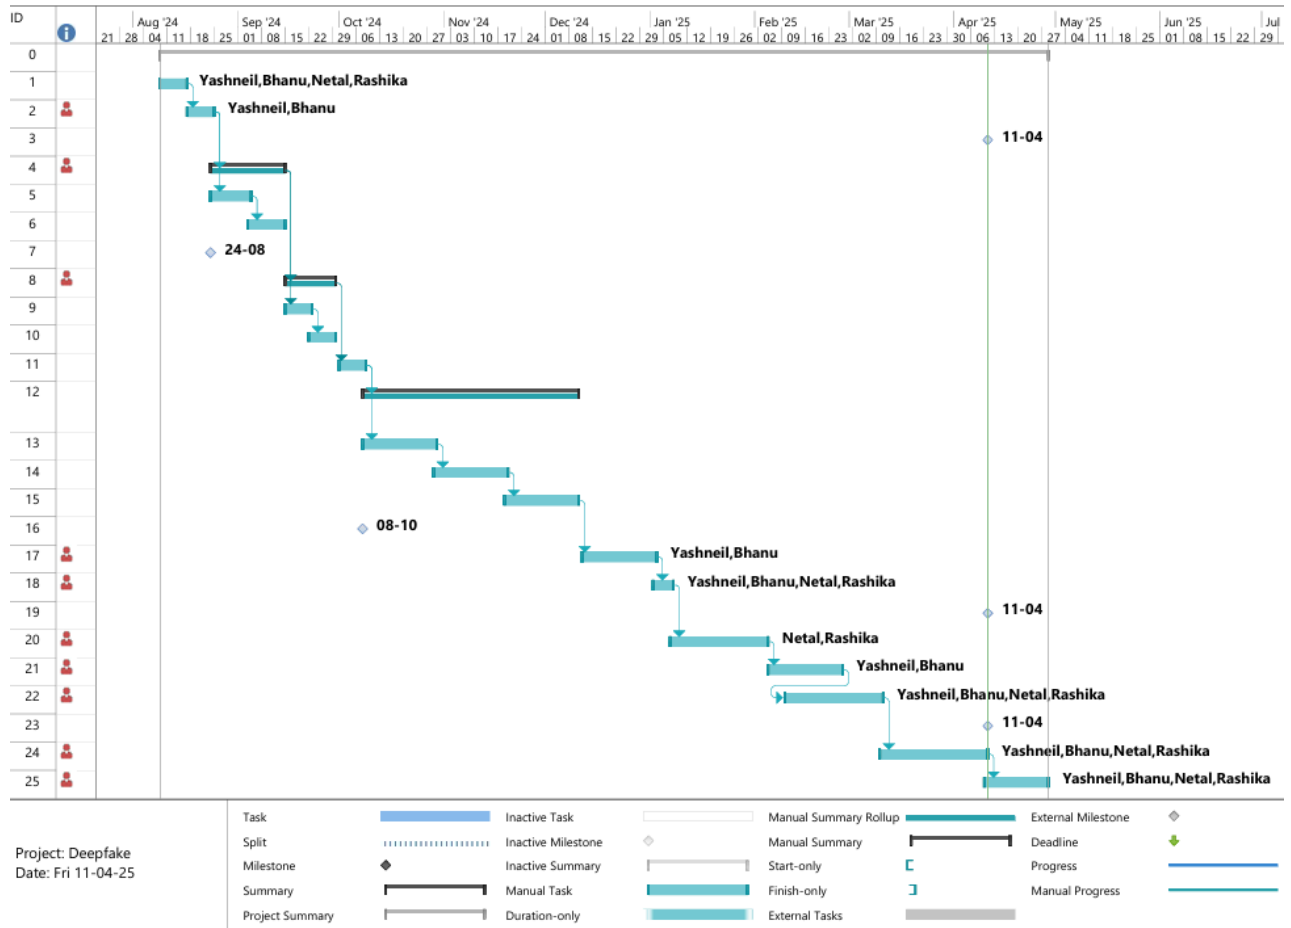 ID
Aug '24 Sep '24 Oct '24 Nov '24 Dec '24 Jan '25 Feb '25 Mar '25 Apr '25 May '25 Jun '25 Jul
21 28 04 11 18 25 01 08 15 22 29 06 13 20 27 03 10 17 24 01 08 15 22 29 05 12 19 26 02 09 16 23 02 09 16 23 30 06 13 20 27 04 11 18 25 01 08 15 22 29
0
1 Yashneil,Bhanu,Netal,Rashika
2 Yashneil,Bhanu
3 11-04
4
5
6
7 24-08
8
9
10
11
12
13
14
15
16 08-10
17 Yashneil,Bhanu
18 Yashneil,Bhanu,Netal,Rashika
19 11-04
20 Netal,Rashika
21 Yashneil,Bhanu
22 Yashneil,Bhanu,Netal,Rashika
23 11-04
24 Yashneil,Bhanu,Netal,Rashika
25 Yashneil,Bhanu,Netal,Rashika
Project: Deepfake
Date: Fri 11-04-25
Task
Split
Milestone
Summary
Project Summary
Inactive Task
Inactive Milestone
Inactive Summary
Manual Task
Duration-only
Manual Summary Rollup
Manual Summary
Start-only
Finish-only
External Tasks
External Milestone
Deadline
Progress
Manual Progress